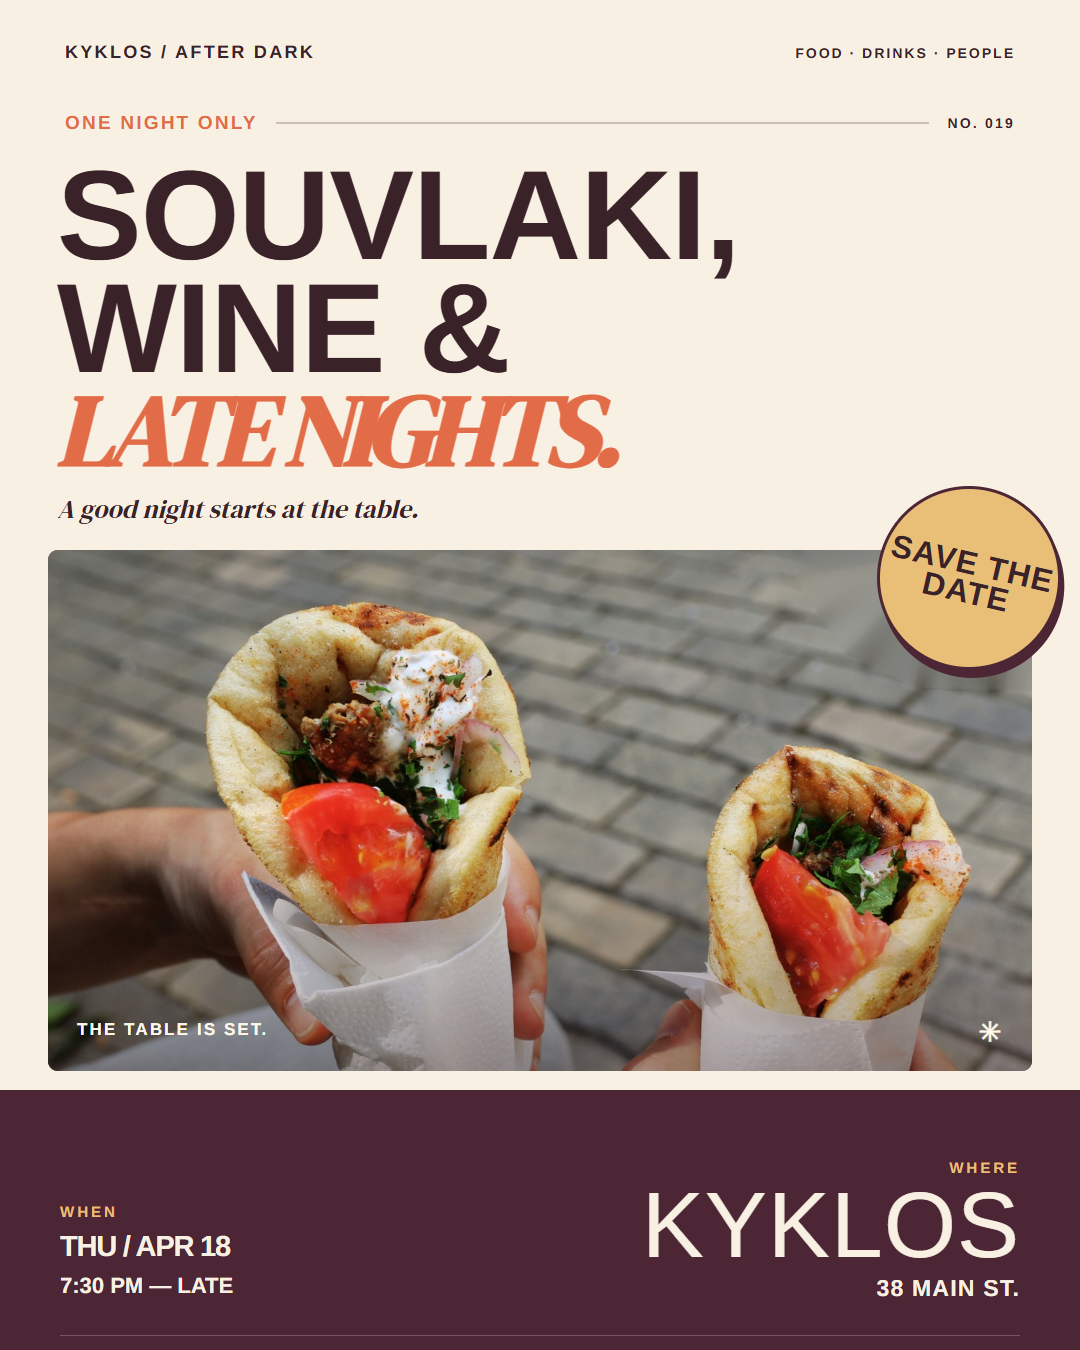 KYKLOS / AFTER DARK
FOOD · DRINKS · PEOPLE
ONE NIGHT ONLY
NO. 019
SOUVLAKI,
WINE &
LATE NIGHTS.
A good night starts at the table.
SAVE THE
DATE
THE TABLE IS SET.
WHEN
THU / APR 18
7:30 PM — LATE
WHERE
KYKLOS
38 MAIN ST.